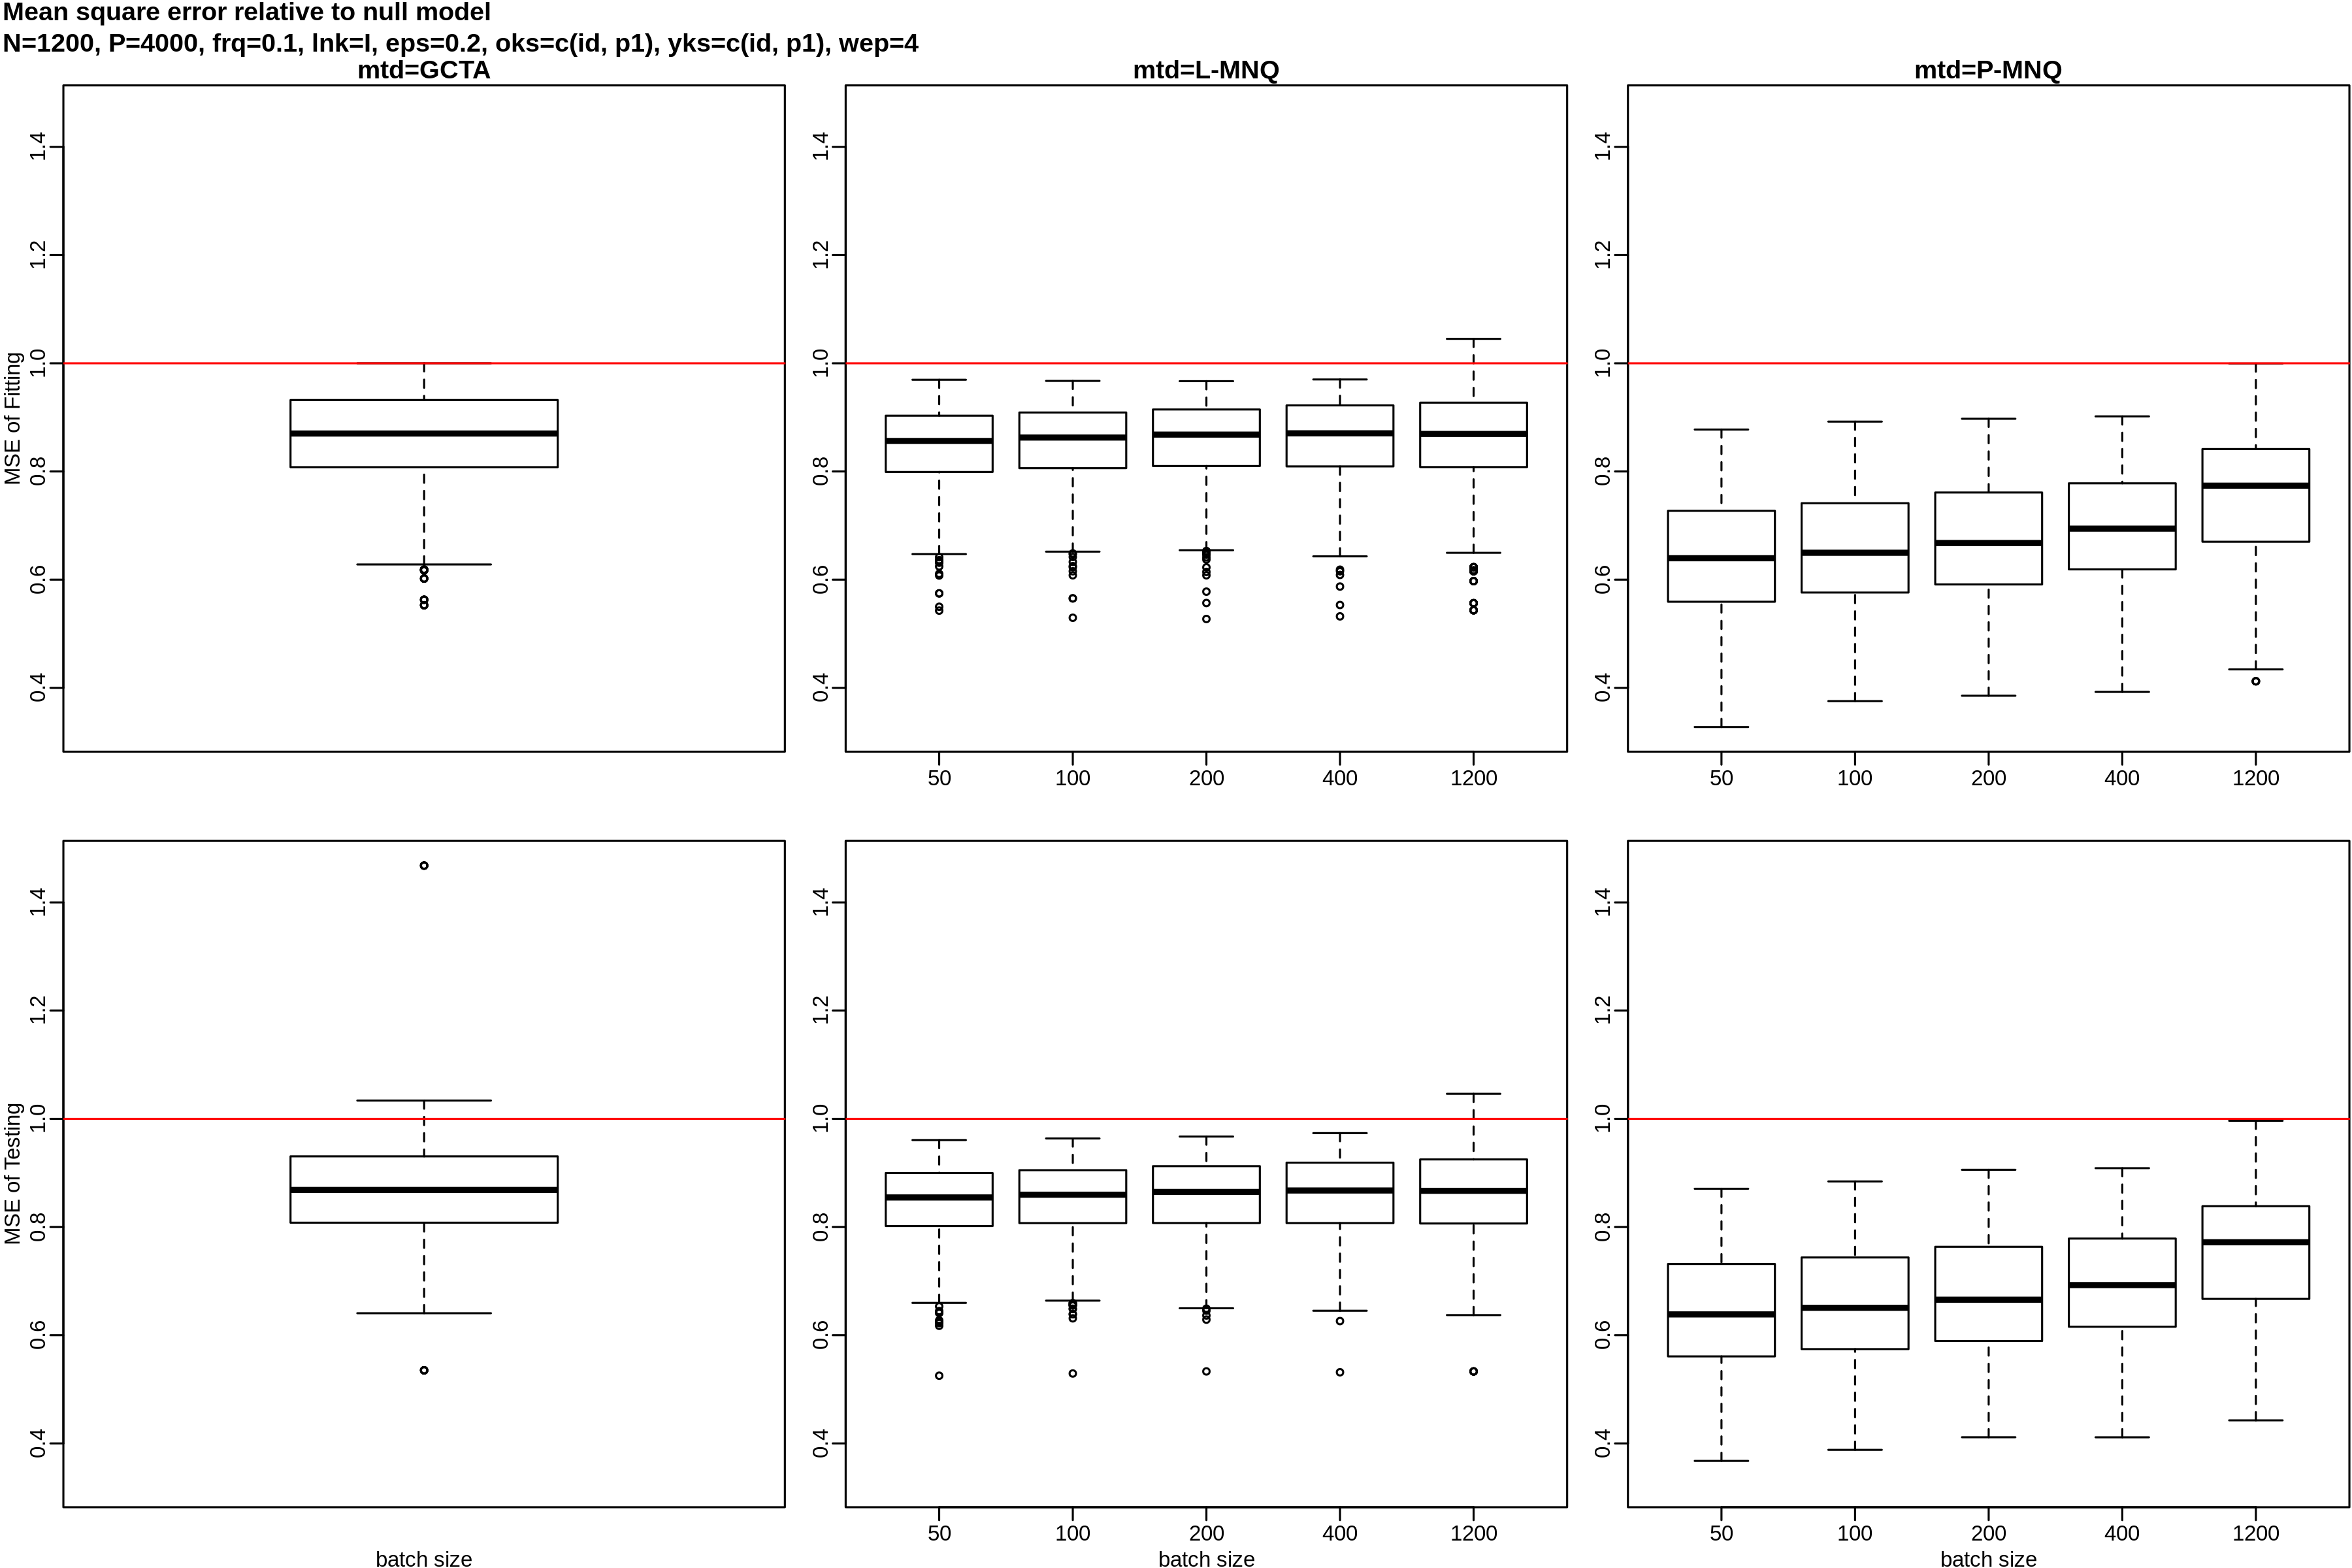 Mean square error relative to null model
N=1200, P=4000, frq=0.1, lnk=I, eps=0.2, oks=c(id, p1), yks=c(id, p1), wep=4
mtd=GCTA
mtd=L-MNQ
mtd=P-MNQ
MSE of Fitting
1.4
1.2
1.0
0.8
0.6
0.4
1.4
1.2
1.0
0.8
0.6
0.4
50 100 200 400 1200
1.4
1.2
1.0
0.8
0.6
0.4
50 100 200 400 1200
MSE of Testing
1.4
1.2
1.0
0.8
0.6
0.4
batch size
1.4
1.2
1.0
0.8
0.6
0.4
50 100 200 400 1200
batch size
1.4
1.2
1.0
0.8
0.6
0.4
50 100 200 400 1200
batch size